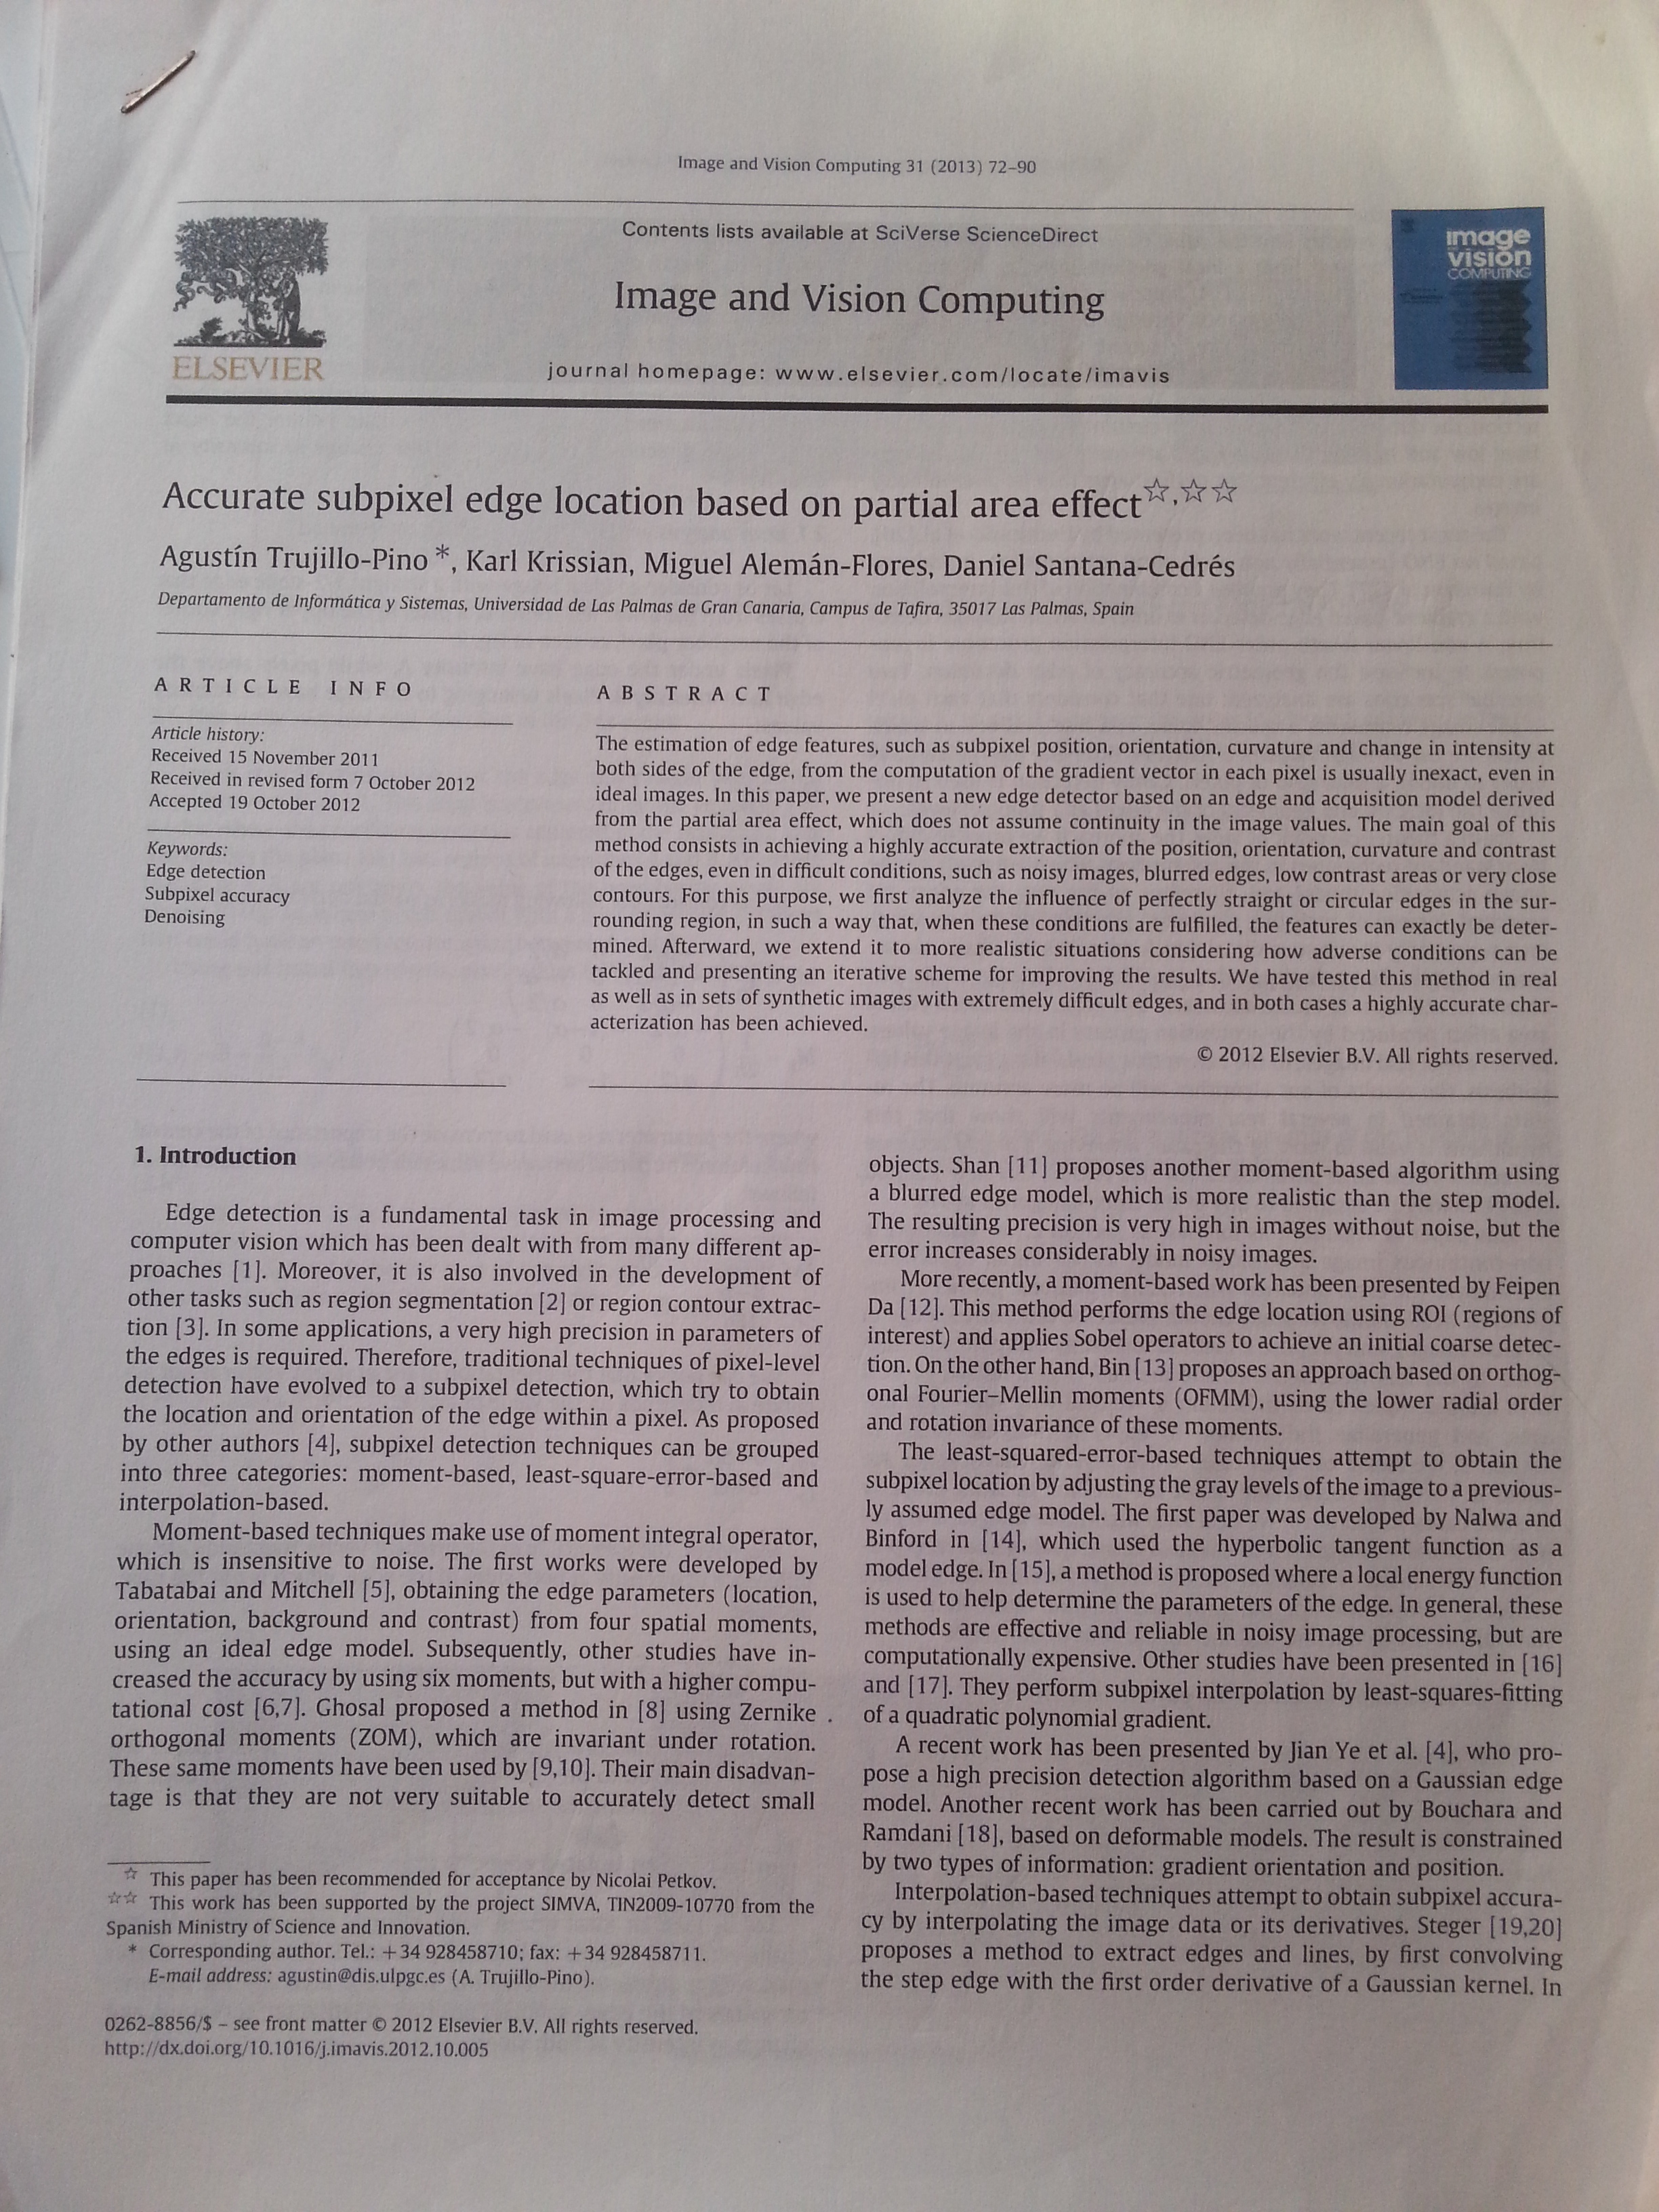 Image and Vision Computing 31 (2013) 72–90
Contents lists available at SciVerse ScienceDirect
Image and Vision Computing
journal homepage: www.elsevier.com/locate/imavis
ELSEVIER
image
vision
COMPUTING
Accurate subpixel edge location based on partial area effect☆,☆☆
Agustín Trujillo-Pino *, Karl Krissian, Miguel Alemán-Flores, Daniel Santana-Cedrés
Departamento de Informática y Sistemas, Universidad de Las Palmas de Gran Canaria, Campus de Tafira, 35017 Las Palmas, Spain
ARTICLE INFO
Article history:
Received 15 November 2011
Received in revised form 7 October 2012
Accepted 19 October 2012
Keywords:
Edge detection
Subpixel accuracy
Denoising
ABSTRACT
The estimation of edge features, such as subpixel position, orientation, curvature and change in intensity at
both sides of the edge, from the computation of the gradient vector in each pixel is usually inexact, even in
ideal images. In this paper, we present a new edge detector based on an edge and acquisition model derived
from the partial area effect, which does not assume continuity in the image values. The main goal of this
method consists in achieving a highly accurate extraction of the position, orientation, curvature and contrast
of the edges, even in difficult conditions, such as noisy images, blurred edges, low contrast areas or very close
contours. For this purpose, we first analyze the influence of perfectly straight or circular edges in the sur-
rounding region, in such a way that, when these conditions are fulfilled, the features can exactly be deter-
mined. Afterward, we extend it to more realistic situations considering how adverse conditions can be
tackled and presenting an iterative scheme for improving the results. We have tested this method in real
as well as in sets of synthetic images with extremely difficult edges, and in both cases a highly accurate char-
acterization has been achieved.
© 2012 Elsevier B.V. All rights reserved.
1. Introduction
Edge detection is a fundamental task in image processing and
computer vision which has been dealt with from many different ap-
proaches [1]. Moreover, it is also involved in the development of
other tasks such as region segmentation [2] or region contour extrac-
tion [3]. In some applications, a very high precision in parameters of
the edges is required. Therefore, traditional techniques of pixel-level
detection have evolved to a subpixel detection, which try to obtain
the location and orientation of the edge within a pixel. As proposed
by other authors [4], subpixel detection techniques can be grouped
into three categories: moment-based, least-square-error-based and
interpolation-based.
Moment-based techniques make use of moment integral operator,
which is insensitive to noise. The first works were developed by
Tabatabai and Mitchell [5], obtaining the edge parameters (location,
orientation, background and contrast) from four spatial moments,
using an ideal edge model. Subsequently, other studies have in-
creased the accuracy by using six moments, but with a higher compu-
tational cost [6,7]. Ghosal proposed a method in [8] using Zernike
orthogonal moments (ZOM), which are invariant under rotation.
These same moments have been used by [9,10]. Their main disadvan-
tage is that they are not very suitable to accurately detect small
☆ This paper has been recommended for acceptance by Nicolai Petkov.
☆☆ This work has been supported by the project SIMVA, TIN2009-10770 from the
Spanish Ministry of Science and Innovation.
* Corresponding author. Tel.: +34 928458710; fax: +34 928458711.
E-mail address: agustin@dis.ulpgc.es (A. Trujillo-Pino).
0262-8856/$ – see front matter © 2012 Elsevier B.V. All rights reserved.
http://dx.doi.org/10.1016/j.imavis.2012.10.005
objects. Shan [11] proposes another moment-based algorithm using
a blurred edge model, which is more realistic than the step model.
The resulting precision is very high in images without noise, but the
error increases considerably in noisy images.
More recently, a moment-based work has been presented by Feipen
Da [12]. This method performs the edge location using ROI (regions of
interest) and applies Sobel operators to achieve an initial coarse detec-
tion. On the other hand, Bin [13] proposes an approach based on orthog-
onal Fourier–Mellin moments (OFMM), using the lower radial order
and rotation invariance of these moments.
The least-squared-error-based techniques attempt to obtain the
subpixel location by adjusting the gray levels of the image to a previous-
ly assumed edge model. The first paper was developed by Nalwa and
Binford in [14], which used the hyperbolic tangent function as a
model edge. In [15], a method is proposed where a local energy function
is used to help determine the parameters of the edge. In general, these
methods are effective and reliable in noisy image processing, but are
computationally expensive. Other studies have been presented in [16]
and [17]. They perform subpixel interpolation by least-squares-fitting
of a quadratic polynomial gradient.
A recent work has been presented by Jian Ye et al. [4], who pro-
pose a high precision detection algorithm based on a Gaussian edge
model. Another recent work has been carried out by Bouchara and
Ramdani [18], based on deformable models. The result is constrained
by two types of information: gradient orientation and position.
Interpolation-based techniques attempt to obtain subpixel accura-
cy by interpolating the image data or its derivatives. Steger [19,20]
proposes a method to extract edges and lines, by first convolving
the step edge with the first order derivative of a Gaussian kernel. In